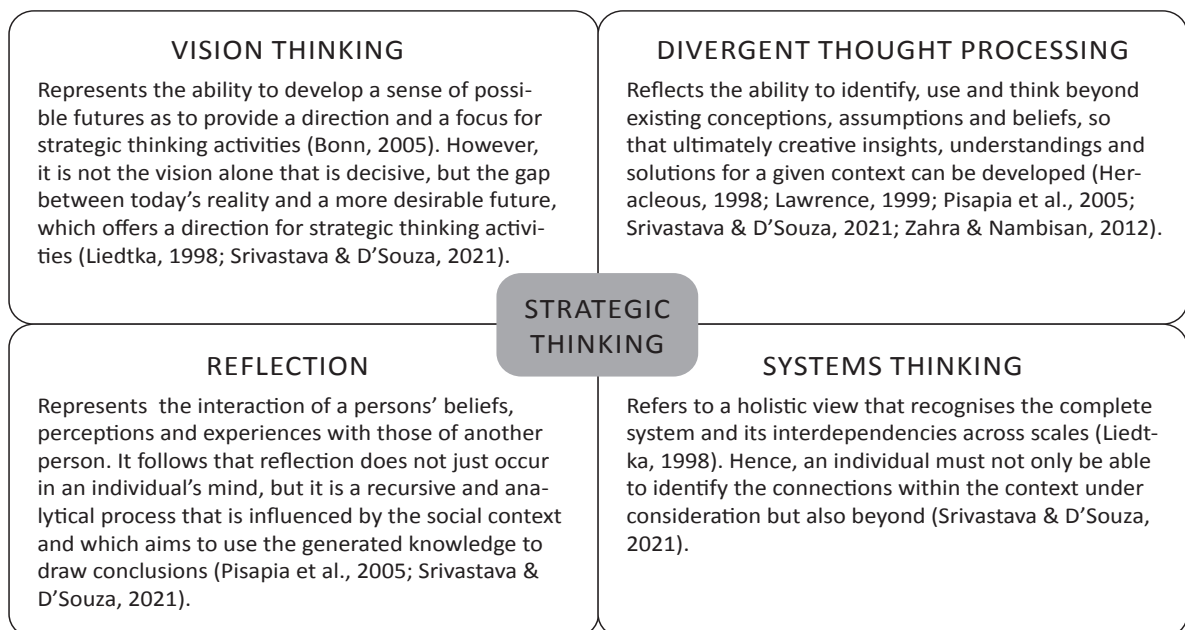 VISION THINKING
Represents the ability to develop a sense of possi-
ble futures as to provide a direction and a focus for
strategic thinking activities (Bonn, 2005). However,
it is not the vision alone that is decisive, but the gap
between today's reality and a more desirable future,
which offers a direction for strategic thinking activi-
ties (Liedtka, 1998; Srivastava & D'Souza, 2021).
DIVERGENT THOUGHT PROCESSING
Reflects the ability to identify, use and think beyond
existing conceptions, assumptions and beliefs, so
that ultimately creative insights, understandings and
solutions for a given context can be developed (Her-
acleous, 1998; Lawrence, 1999; Pisapia et al., 2005;
Srivastava & D'Souza, 2021; Zahra & Nambisan, 2012).
STRATEGIC
THINKING
REFLECTION
Represents  the interaction of a persons' beliefs,
perceptions and experiences with those of another
person. It follows that reflection does not just occur
in an individual's mind, but it is a recursive and ana-
lytical process that is influenced by the social context
and which aims to use the generated knowledge to
draw conclusions (Pisapia et al., 2005; Srivastava &
D'Souza, 2021).
SYSTEMS THINKING
Refers to a holistic view that recognises the complete
system and its interdependencies across scales (Liedt-
ka, 1998). Hence, an individual must not only be able
to identify the connections within the context under
consideration but also beyond (Srivastava & D'Souza,
2021).